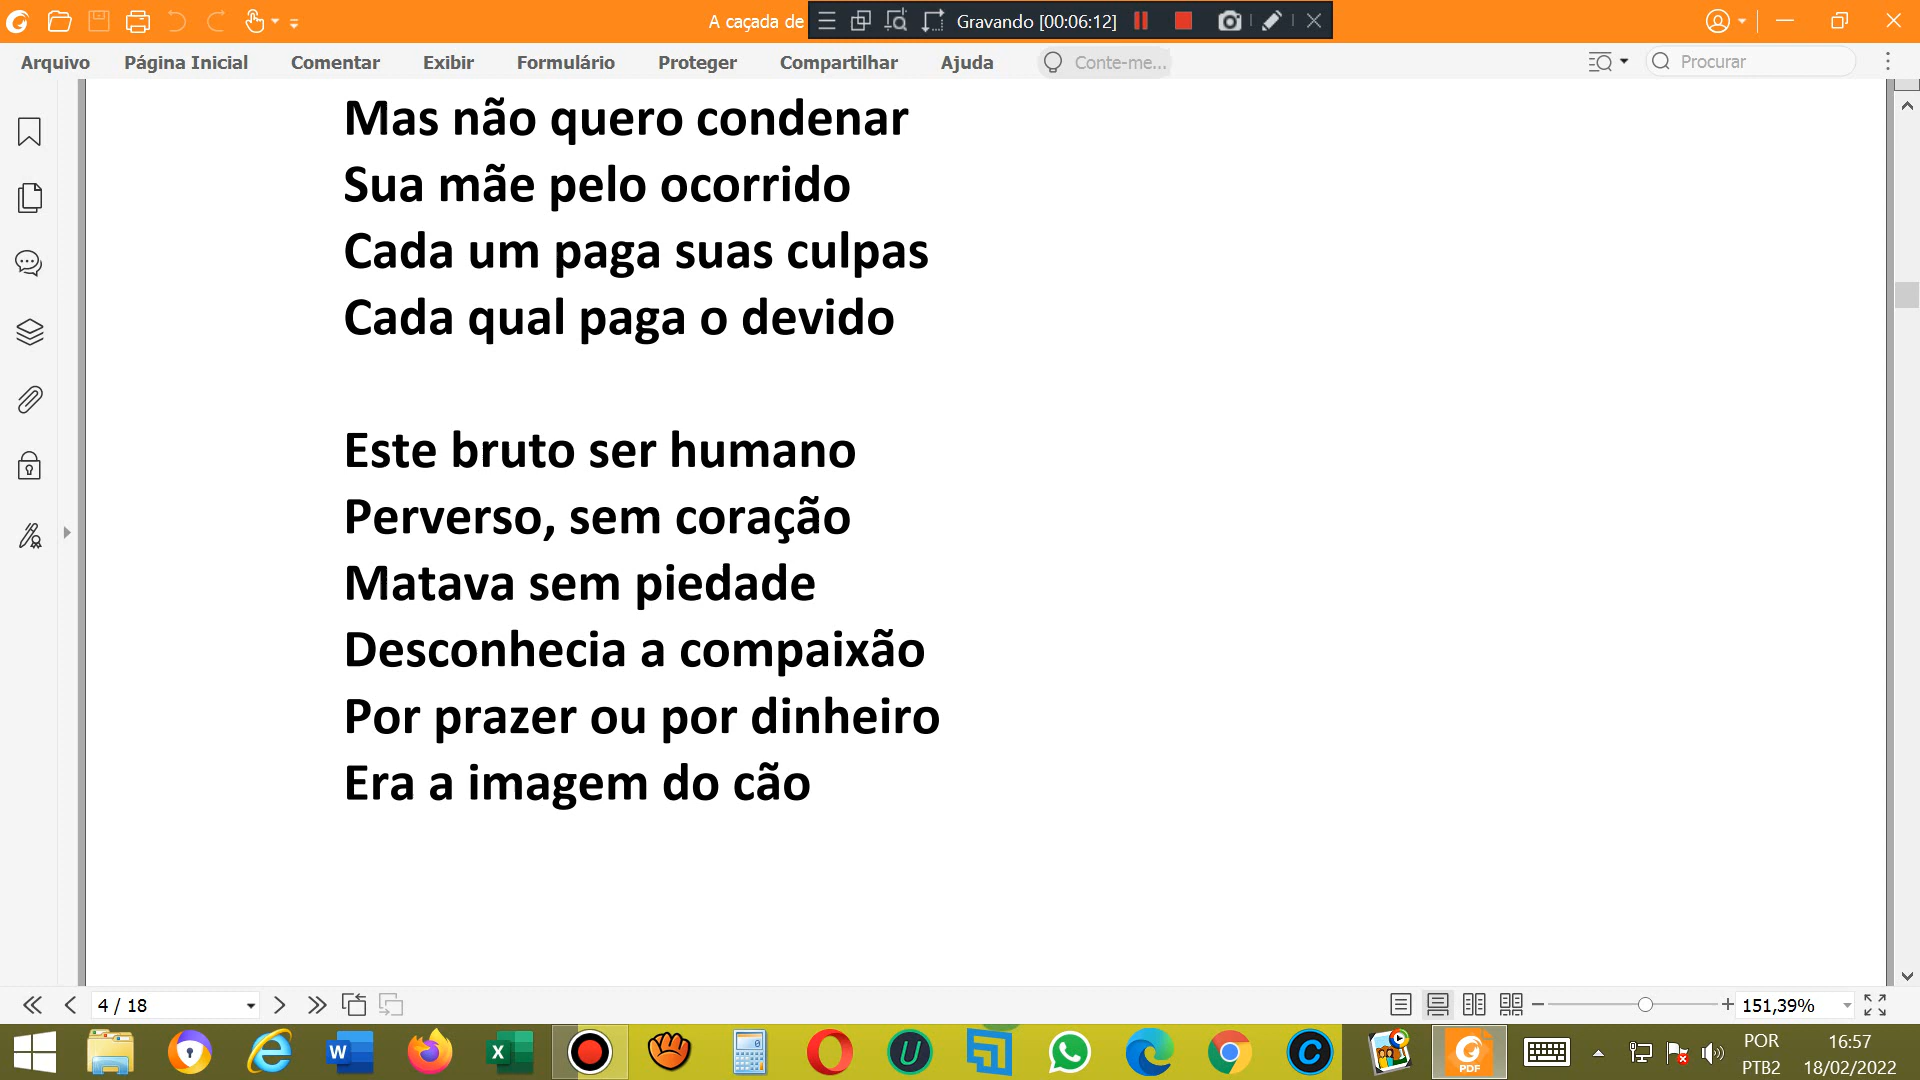 A caçada de
Gravando [00:06:12]
Arquivo Página Inicial Comentar Exibir Formulário Proteger Compartilhar Ajuda Conte-me... Procurar
Mas não quero condenar
Sua mãe pelo ocorrido
Cada um paga suas culpas
Cada qual paga o devido
Este bruto ser humano
Perverso, sem coração
Matava sem piedade
Desconhecia a compaixão
Por prazer ou por dinheiro
Era a imagem do cão
4 / 18
151,39%
POR 16:57
PTB2 18/02/2022